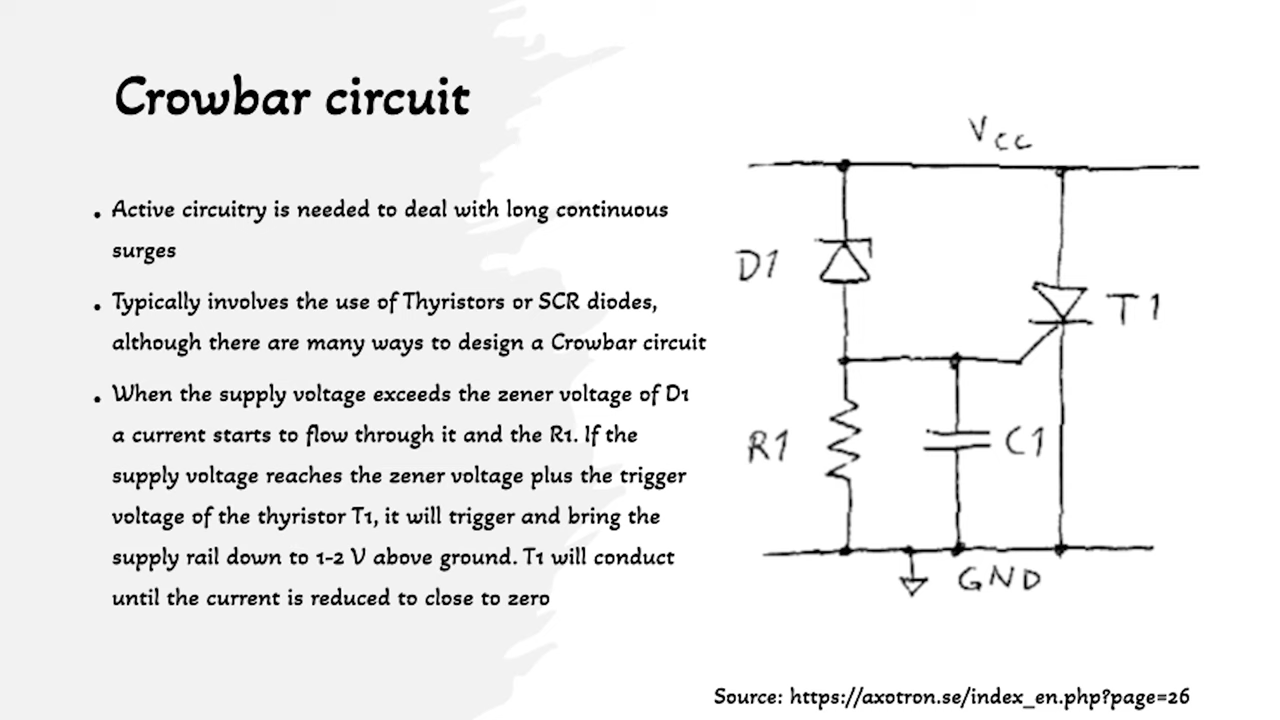 Crowbar circuit
• Active circuitry is needed to deal with long continuous
surges
• Typically involves the use of Thyristors or SCR diodes,
although there are many ways to design a Crowbar circuit
• When the supply voltage exceeds the zener voltage of D1
a current starts to flow through it and the R1. If the
supply voltage reaches the zener voltage plus the trigger
voltage of the thyristor T1, it will trigger and bring the
supply rail down to 1-2 V above ground. T1 will conduct
until the current is reduced to close to zero
VCC
D1
T1
R1
C1
GND
Source: https://axotron.se/index_en.php?page=26